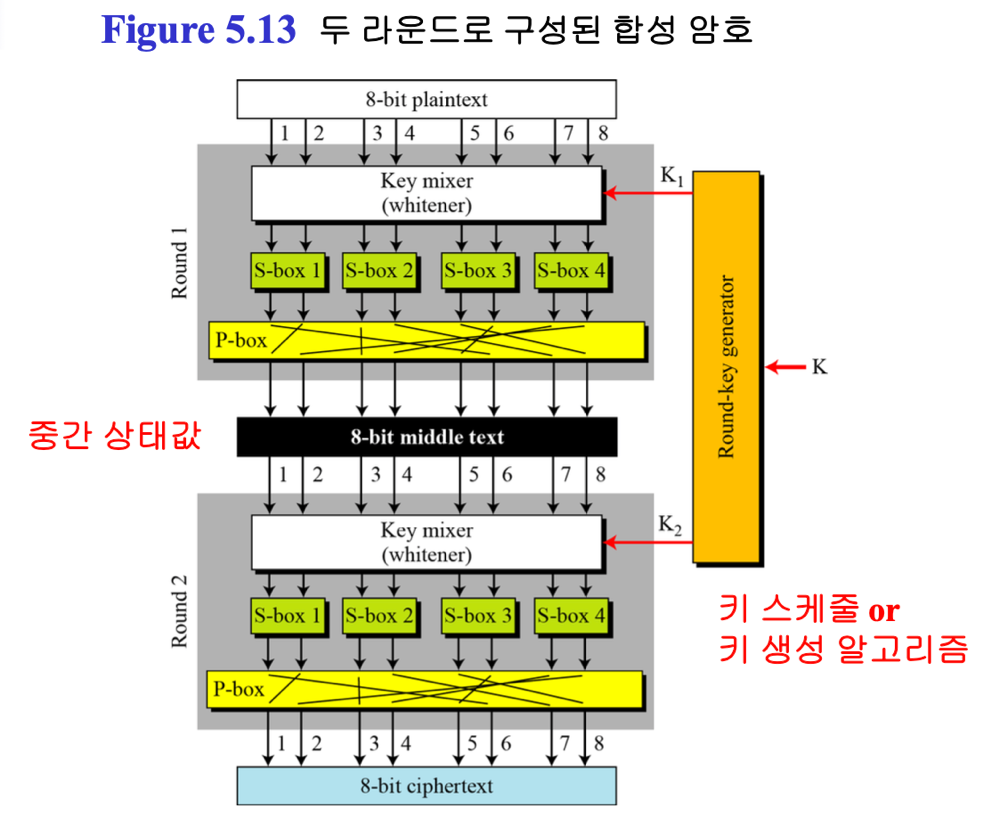 Figure 5.13 두 라운드로 구성된 합성 암호
8-bit plaintext
1 2 3 4 5 6 7 8
Key mixer
(whitener)
K1
Round 1
S-box 1 S-box 2 S-box 3 S-box 4
P-box
Round-key generator
K
중간 상태값
8-bit middle text
1 2 3 4 5 6 7 8
Key mixer
(whitener)
K2
키 스케줄 or
키 생성 알고리즘
Round 2
S-box 1 S-box 2 S-box 3 S-box 4
P-box
1 2 3 4 5 6 7 8
8-bit ciphertext